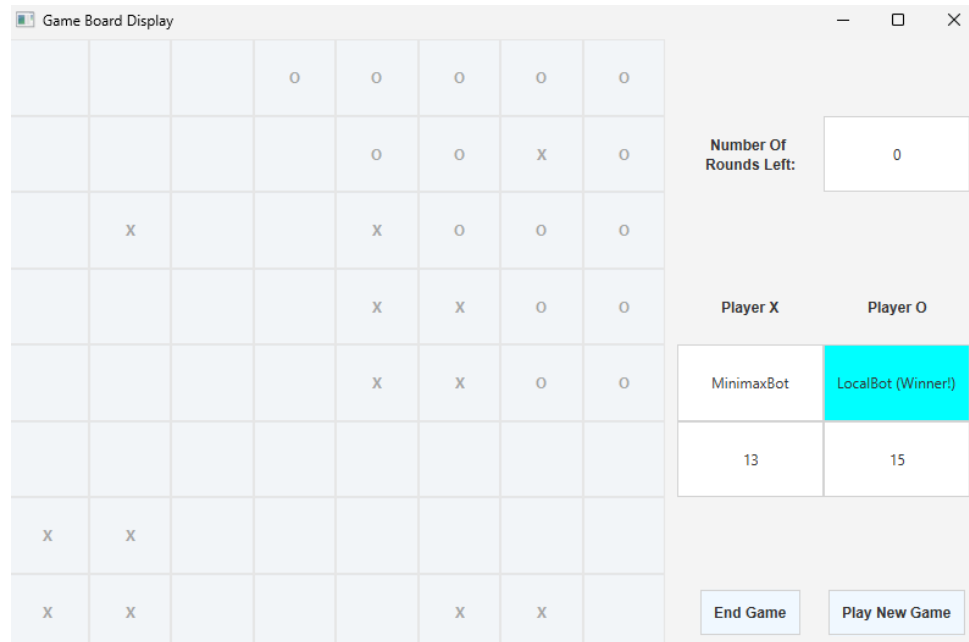 Game Board Display
O O O O O
O O X O
Number Of
Rounds Left:
0
X X O O O
X X O O
Player X Player O
X X O O
MinimaxBot LocalBot (Winner!)
13 15
X X
X X X X
End Game Play New Game